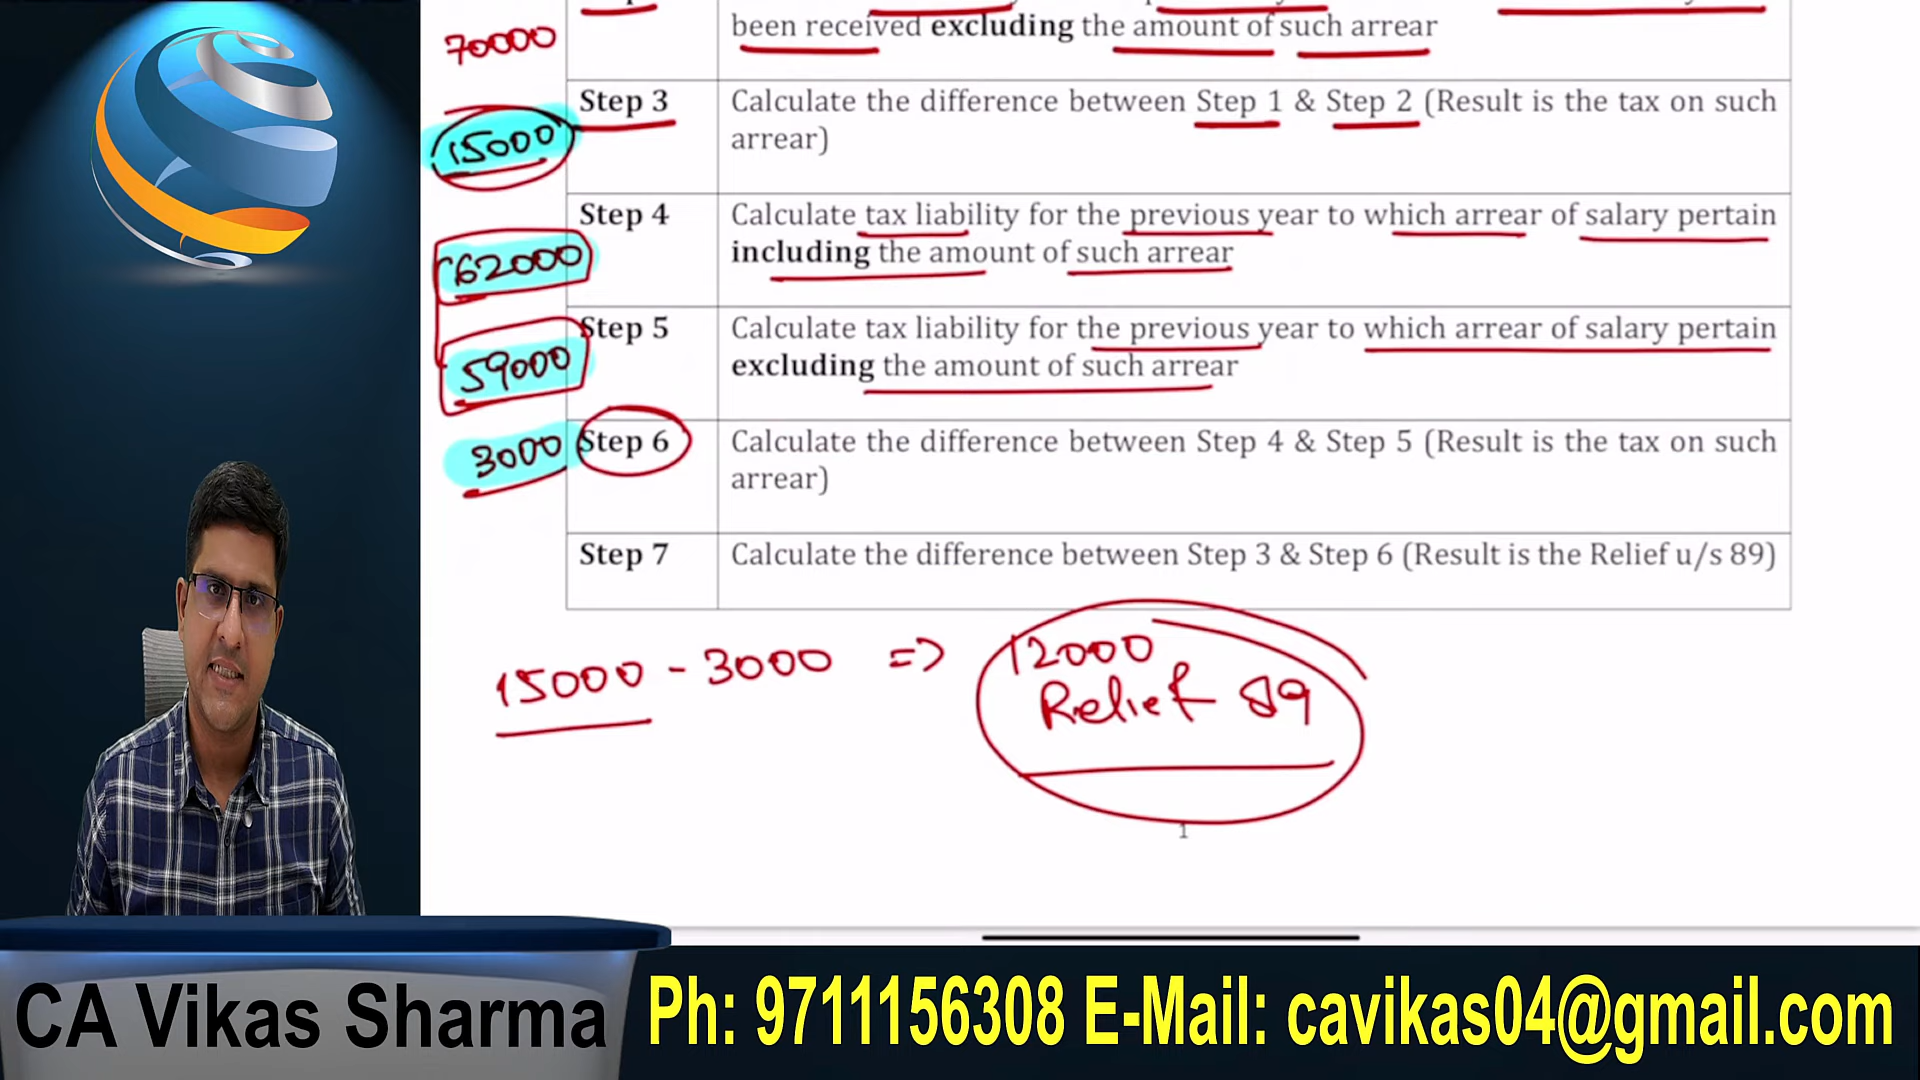 70000
been received excluding the amount of such arrear
15000
Step 3
Calculate the difference between Step 1 & Step 2 (Result is the tax on such
arrear)
62000
Step 4
Calculate tax liability for the previous year to which arrear of salary pertain
including the amount of such arrear
59000
Step 5
Calculate tax liability for the previous year to which arrear of salary pertain
excluding the amount of such arrear
3000
Step 6
Calculate the difference between Step 4 & Step 5 (Result is the tax on such
arrear)
Step 7
Calculate the difference between Step 3 & Step 6 (Result is the Relief u/s 89)
15000 - 3000 => 12000
Relief 89
1
CA Vikas Sharma
Ph: 9711156308 E-Mail: cavikas04@gmail.com